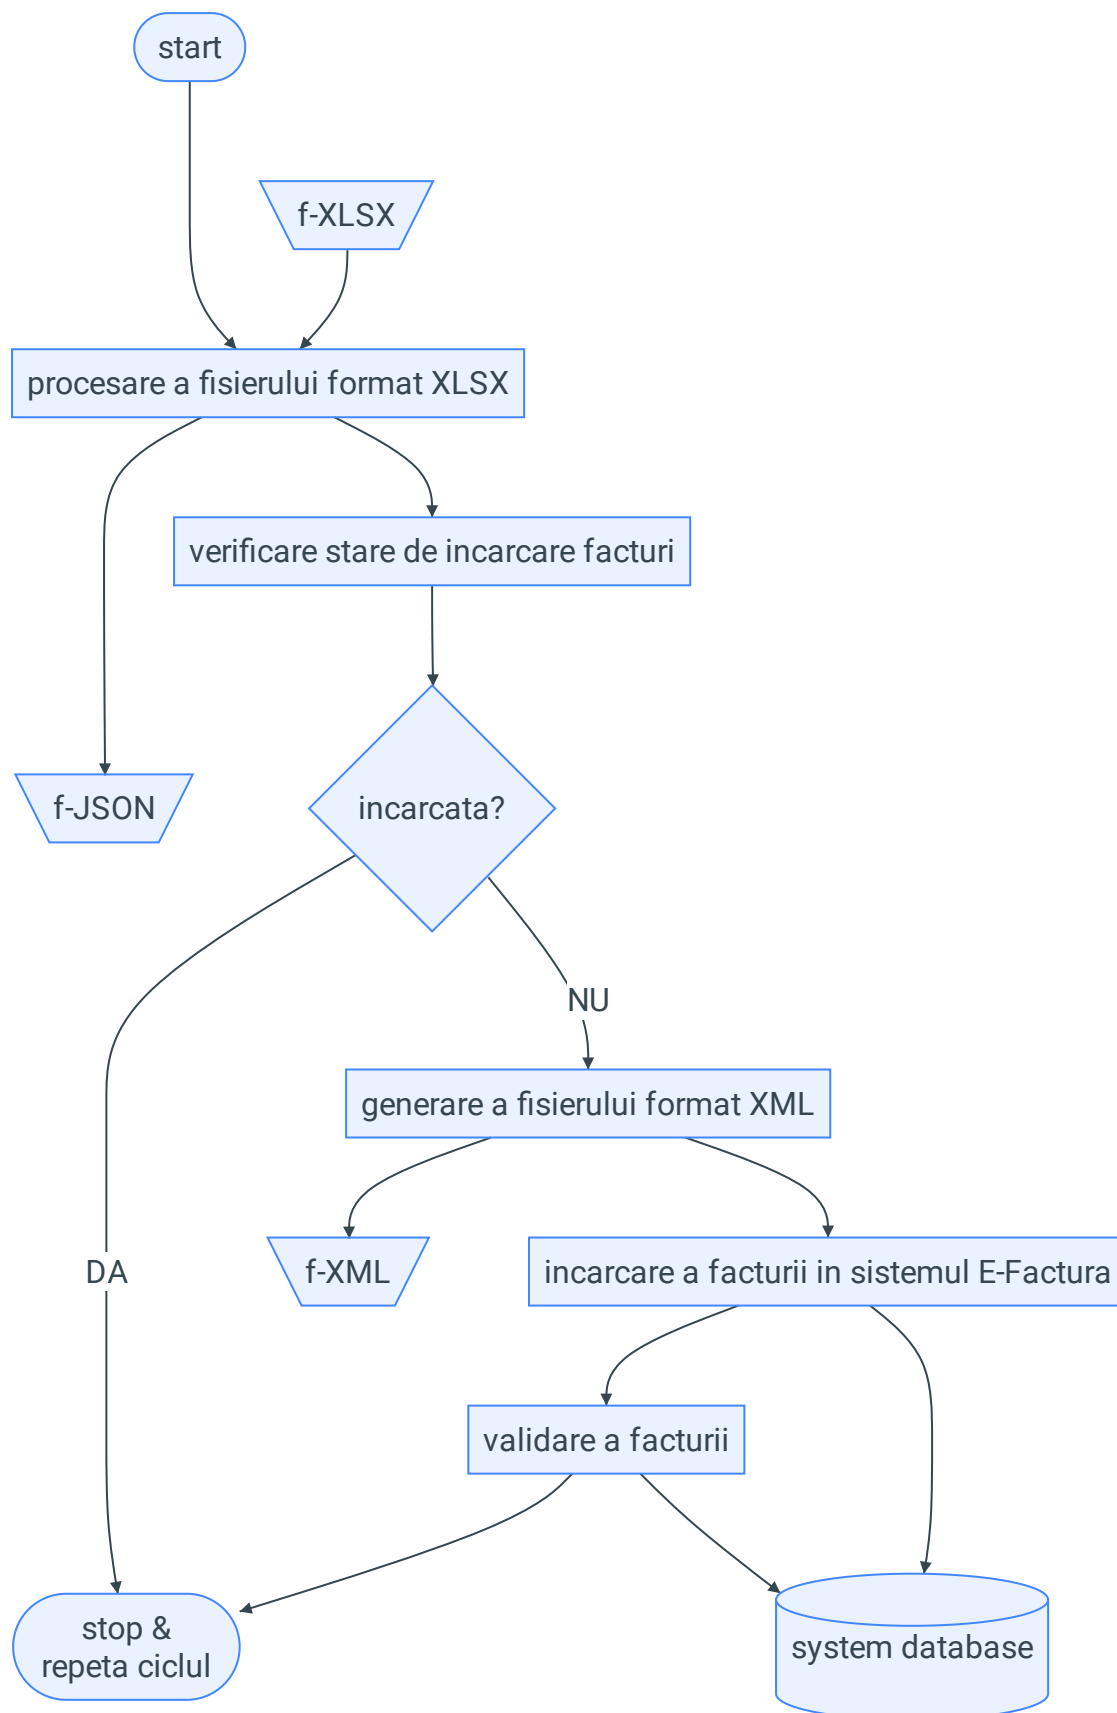 start
f-XLSX
procesare a fisierului format XLSX
verificare stare de incarcare facturi
f-JSON
incarcata?
NU
generare a fisierului format XML
DA
f-XML
incarcare a facturii in sistemul E-Factura
validare a facturii
stop &
repeta ciclul
system database